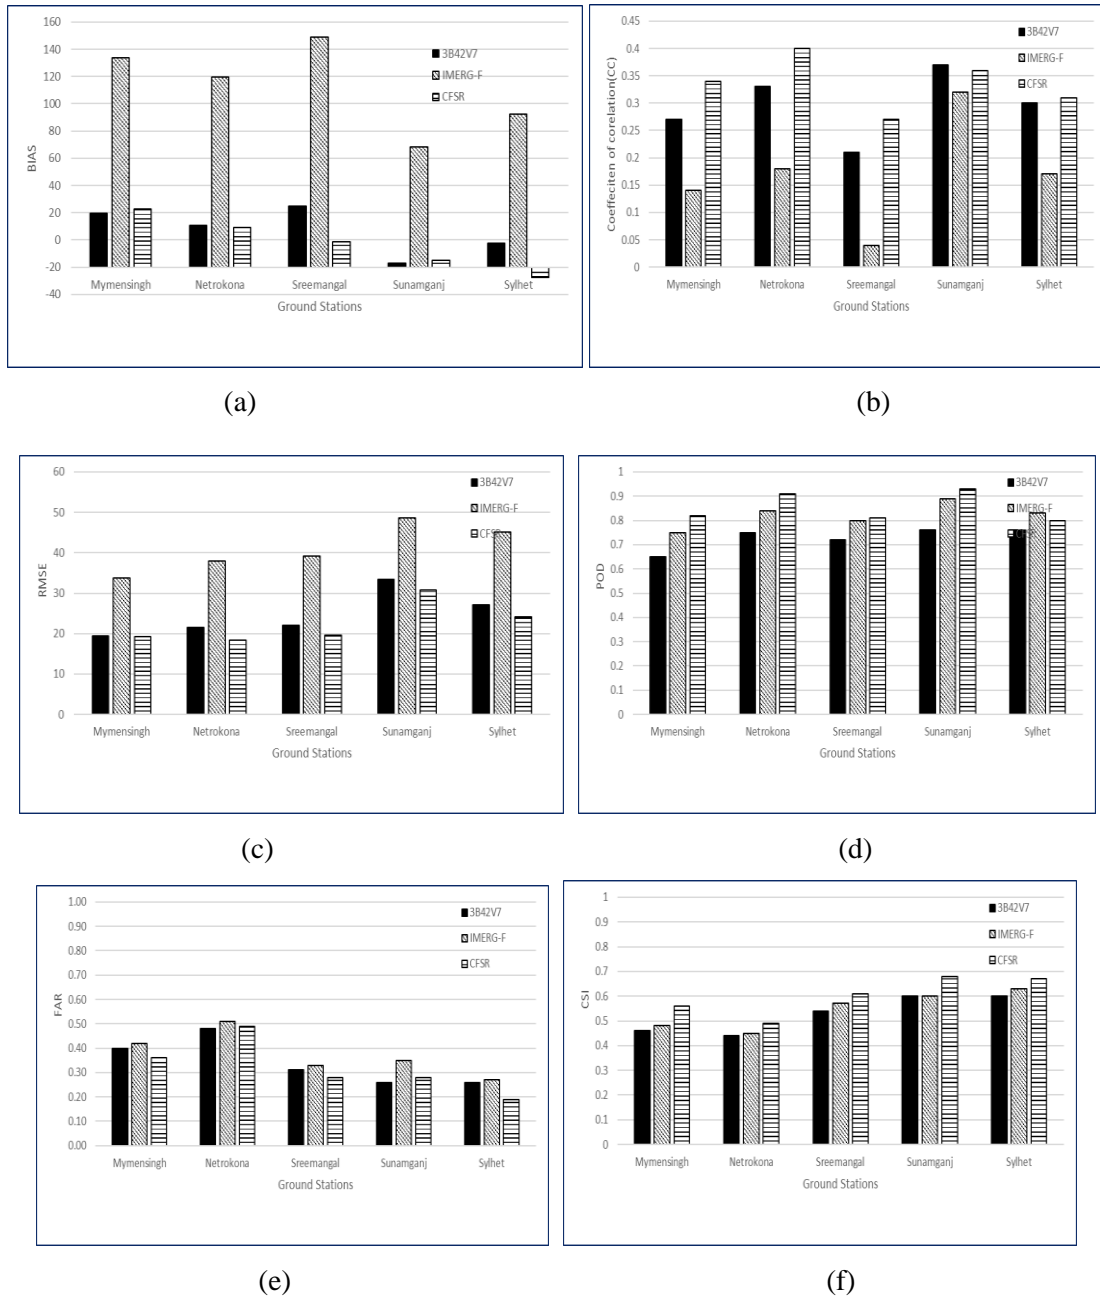 160
140
120
100
80
60
40
20
0
-20
-40
BIAS
3B42V7
IMERG-F
CFSR
Mymensingh Netrokona Sreemangal Sunamganj Sylhet
Ground Stations
(a)
0.45
0.4
0.35
0.3
0.25
0.2
0.15
0.1
0.05
0
Coeffeciten of corelation(CC)
3B42V7
IMERG-F
CFSR
Mymensingh Netrokona Sreemangal Sunamganj Sylhet
Ground Stations
(b)
60
50
40
30
20
10
0
RMSE
3B42V7
IMERG-F
CFSR
Mymensingh Netrokona Sreemangal Sunamganj Sylhet
Ground Stations
(c)
1
0.9
0.8
0.7
0.6
0.5
0.4
0.3
0.2
0.1
0
POD
3B42V7
IMERG-F
CFSR
Mymensingh Netrokona Sreemangal Sunamganj Sylhet
Ground Stations
(d)
1.00
0.90
0.80
0.70
0.60
0.50
0.40
0.30
0.20
0.10
0.00
FAR
3B42V7
IMERG-F
CFSR
Mymensingh Netrokona Sreemangal Sunamganj Sylhet
Ground Stations
(e)
1
0.9
0.8
0.7
0.6
0.5
0.4
0.3
0.2
0.1
0
CSI
3B42V7
IMERG-F
CFSR
Mymensingh Netrokona Sreemangal Sunamganj Sylhet
Ground Stations
(f)